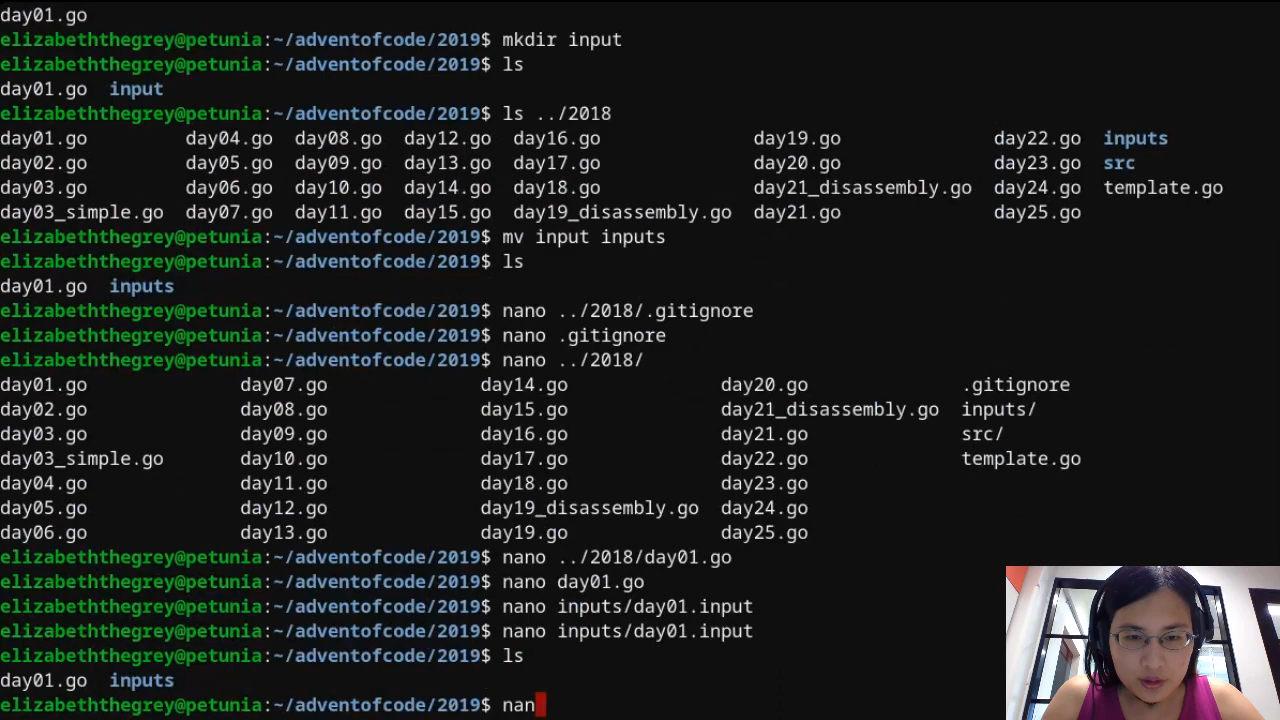 day01.go
elizabeththegrey@petunia:~/adventofcode/2019$ mkdir input
elizabeththegrey@petunia:~/adventofcode/2019$ ls
day01.go  input
elizabeththegrey@petunia:~/adventofcode/2019$ ls ../2018
day01.go         day04.go  day08.go  day12.go  day16.go              day19.go              day22.go  inputs
day02.go         day05.go  day09.go  day13.go  day17.go              day20.go              day23.go  src
day03.go         day06.go  day10.go  day14.go  day18.go              day21_disassembly.go  day24.go  template.go
day03_simple.go  day07.go  day11.go  day15.go  day19_disassembly.go  day21.go              day25.go
elizabeththegrey@petunia:~/adventofcode/2019$ mv input inputs
elizabeththegrey@petunia:~/adventofcode/2019$ ls
day01.go  inputs
elizabeththegrey@petunia:~/adventofcode/2019$ nano ../2018/.gitignore
elizabeththegrey@petunia:~/adventofcode/2019$ nano .gitignore
elizabeththegrey@petunia:~/adventofcode/2019$ nano ../2018/
day01.go              day07.go              day14.go              day20.go              .gitignore
day02.go              day08.go              day15.go              day21_disassembly.go  inputs/
day03.go              day09.go              day16.go              day21.go              src/
day03_simple.go       day10.go              day17.go              day22.go              template.go
day04.go              day11.go              day18.go              day23.go
day05.go              day12.go              day19_disassembly.go  day24.go
day06.go              day13.go              day19.go              day25.go
elizabeththegrey@petunia:~/adventofcode/2019$ nano ../2018/day01.go
elizabeththegrey@petunia:~/adventofcode/2019$ nano day01.go
elizabeththegrey@petunia:~/adventofcode/2019$ nano inputs/day01.input
elizabeththegrey@petunia:~/adventofcode/2019$ nano inputs/day01.input
elizabeththegrey@petunia:~/adventofcode/2019$ ls
day01.go  inputs
elizabeththegrey@petunia:~/adventofcode/2019$ nan